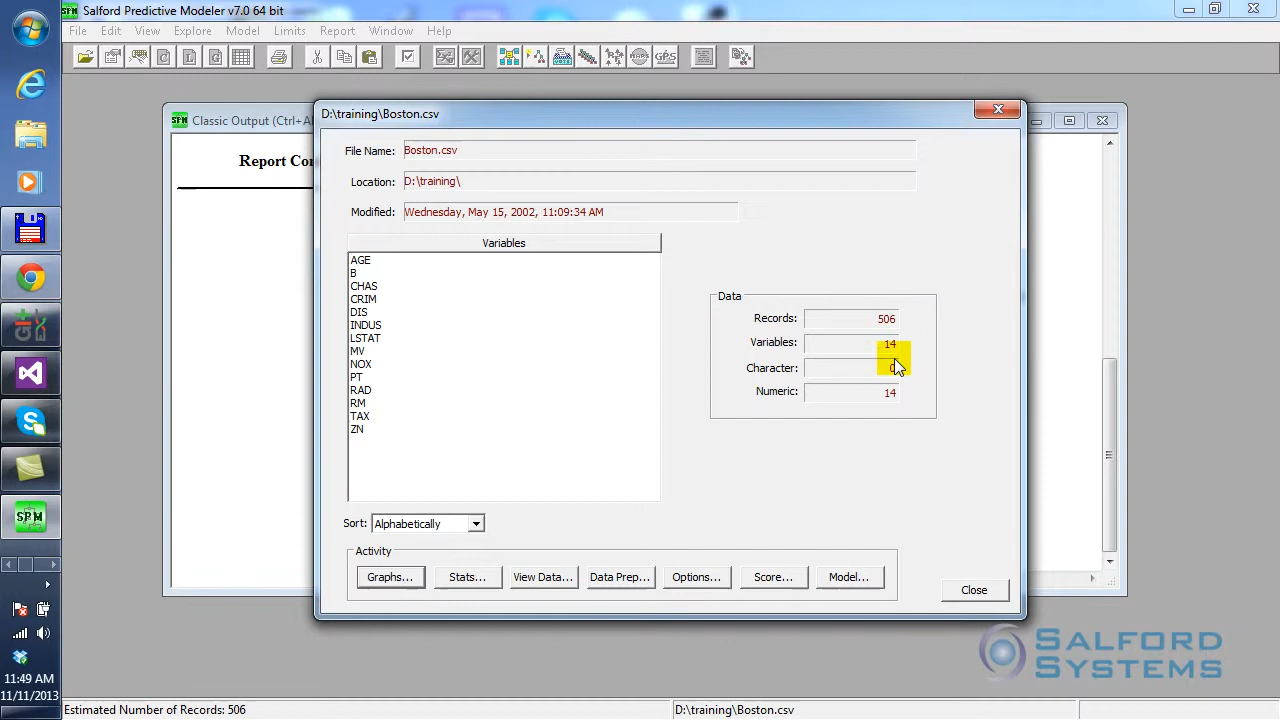 Salford Predictive Modeler v7.0 64 bit
File Edit View Explore Model Limits Report Window Help
Classic Output (Ctrl+Al
D:\training\Boston.csv
Report Cor
File Name: Boston.csv
Location: D:\training\
Modified: Wednesday, May 15, 2002, 11:09:34 AM
Variables
AGE
B
CHAS
CRIM
DIS
INDUS
LSTAT
MV
NOX
PT
RAD
RM
TAX
ZN
Data
Records: 506
Variables: 14
Character: 0
Numeric: 14
Sort: Alphabetically
Activity
Graphs... Stats... View Data... Data Prep... Options... Score... Model...
Close
SALFORD
SYSTEMS
11:49 AM
11/11/2013
Estimated Number of Records: 506
D:\training\Boston.csv